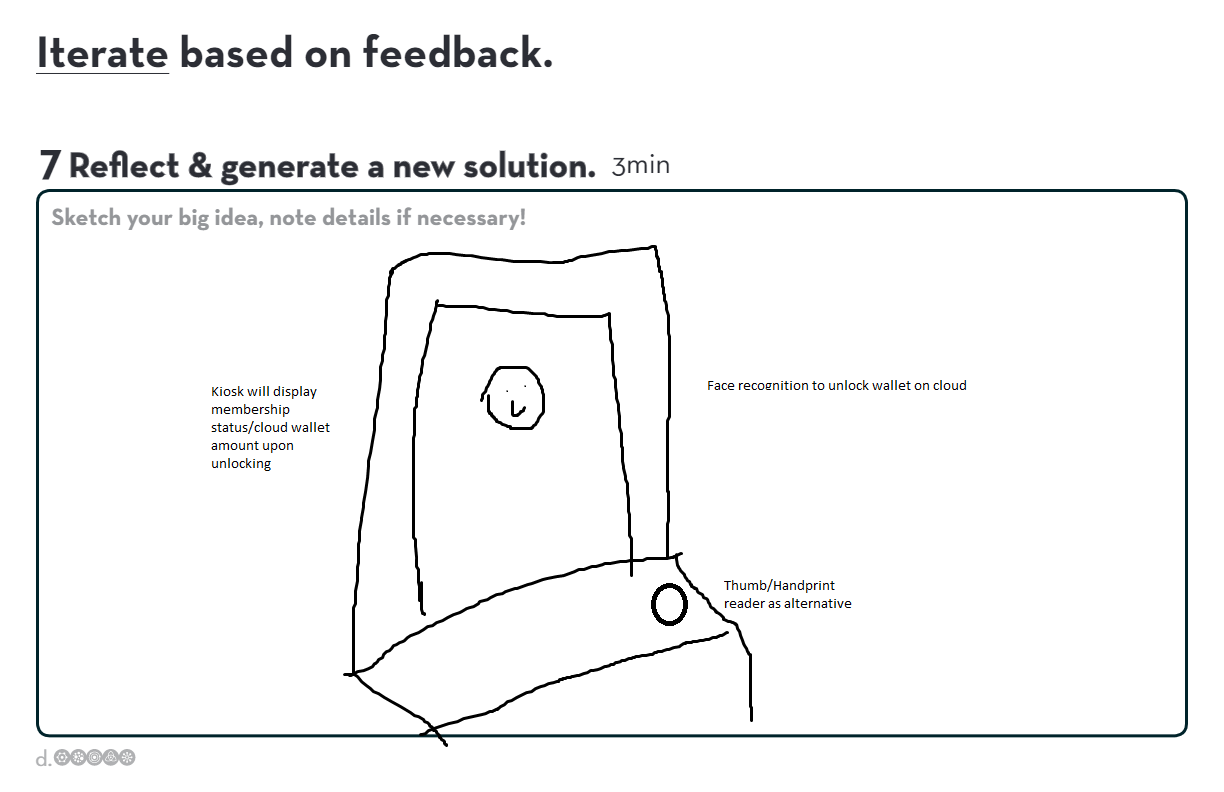 Iterate based on feedback.
7 Reflect & generate a new solution. 3min
Sketch your big idea, note details if necessary!
Kiosk will display
membership
status/cloud wallet
amount upon
unlocking
Face recognition to unlock wallet on cloud
Thumb/Handprint
reader as alternative
d.